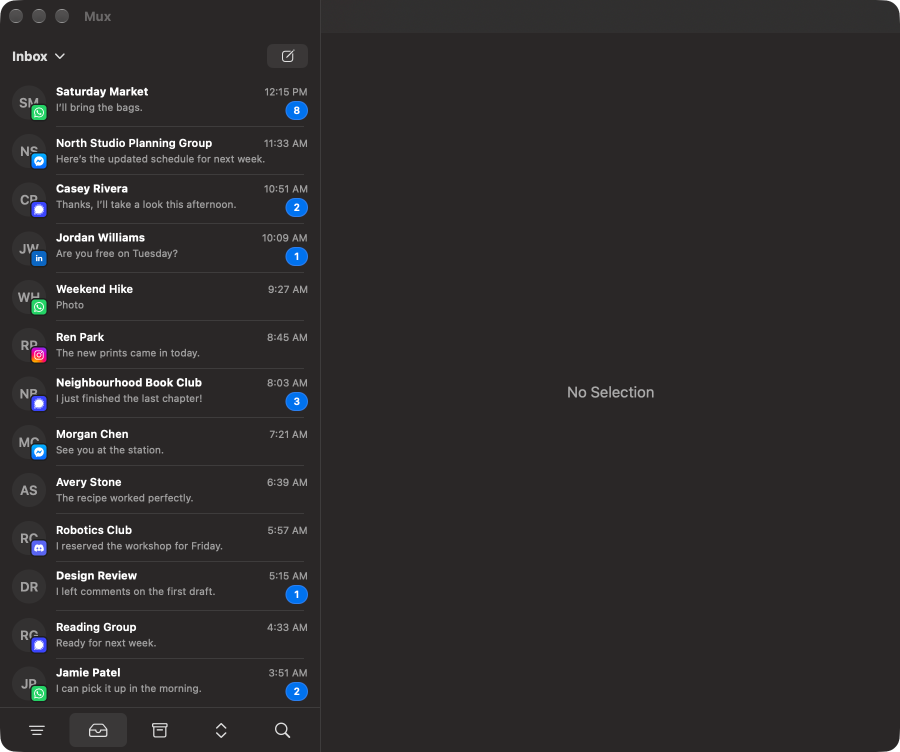 Mux
Inbox
SM
Saturday Market
12:15 PM
I'll bring the bags.
8
NS
North Studio Planning Group
11:33 AM
Here's the updated schedule for next week.
CR
Casey Rivera
10:51 AM
Thanks, I'll take a look this afternoon.
2
JW
Jordan Williams
10:09 AM
Are you free on Tuesday?
in
1
WH
Weekend Hike
9:27 AM
Photo
RP
Ren Park
8:45 AM
The new prints came in today.
NB
Neighbourhood Book Club
8:03 AM
I just finished the last chapter!
3
MC
Morgan Chen
7:21 AM
See you at the station.
AS
Avery Stone
6:39 AM
The recipe worked perfectly.
RC
Robotics Club
5:57 AM
I reserved the workshop for Friday.
DR
Design Review
5:15 AM
I left comments on the first draft.
1
RG
Reading Group
4:33 AM
Ready for next week.
JP
Jamie Patel
3:51 AM
I can pick it up in the morning.
2
No Selection